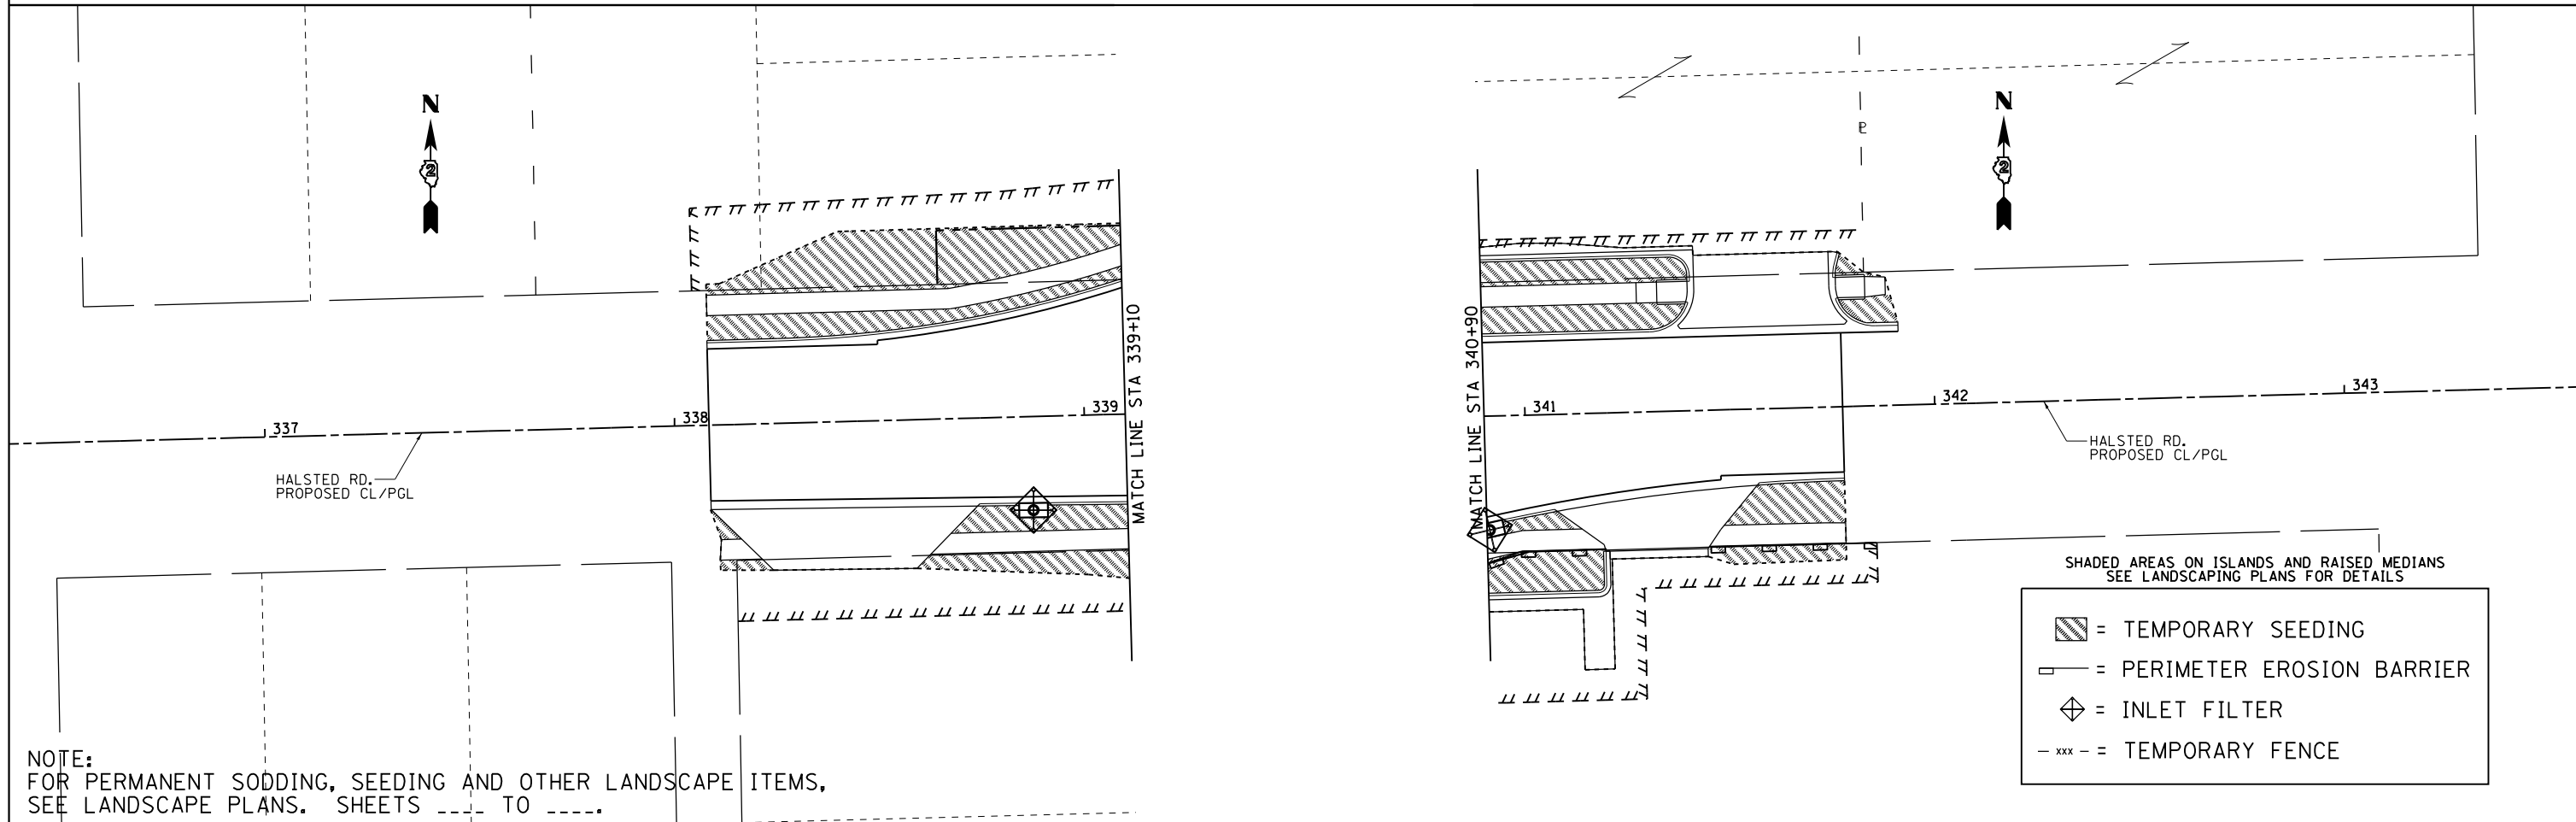 N
2
N
2
P
MATCH LINE STA 339+10
MATCH LINE STA 340+90
337
338
339
341
342
343
HALSTED RD.
PROPOSED CL/PGL
HALSTED RD.
PROPOSED CL/PGL
SHADED AREAS ON ISLANDS AND RAISED MEDIANS
SEE LANDSCAPING PLANS FOR DETAILS
= TEMPORARY SEEDING
= PERIMETER EROSION BARRIER
= INLET FILTER
- xxx - = TEMPORARY FENCE
NOTE:
FOR PERMANENT SODDING, SEEDING AND OTHER LANDSCAPE ITEMS,
SEE LANDSCAPE PLANS. SHEETS ____ TO ____.